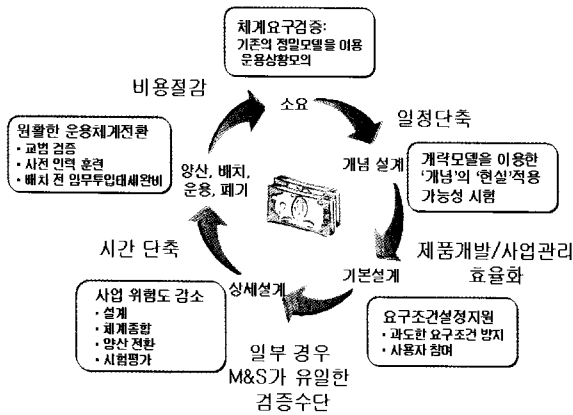 체계요구검증:
기존의 정밀모델을 이용
운용상황모의
비용절감
소요
일정단축
원활한 운용체계전환
• 교범 검증
• 사전 인력 훈련
• 배치 전 임무투입태세완비
양산, 배치,
운용, 폐기
개념 설계
개략모델을 이용한
‘개념’의 ‘현실’적용
가능성 시험
시간 단축
제품개발/사업관리
효율화
상세설계
기본설계
사업 위험도 감소
• 설계
• 체계종합
• 양산 전환
• 시험평가
요구조건설정지원
• 과도한 요구조건 방지
• 사용자 참여
일부 경우
M&S가 유일한
검증수단